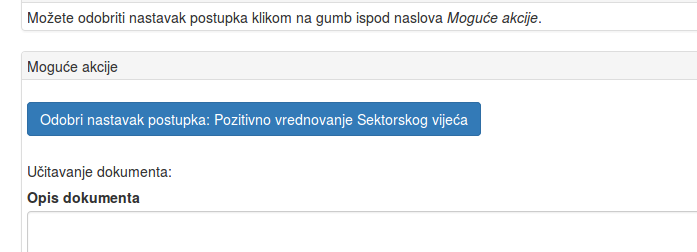 Možete odobriti nastavak postupka klikom na gumb ispod naslova Moguće akcije.
Moguće akcije
Odobri nastavak postupka: Pozitivno vrednovanje Sektorskog vijeća
Učitavanje dokumenta:
Opis dokumenta